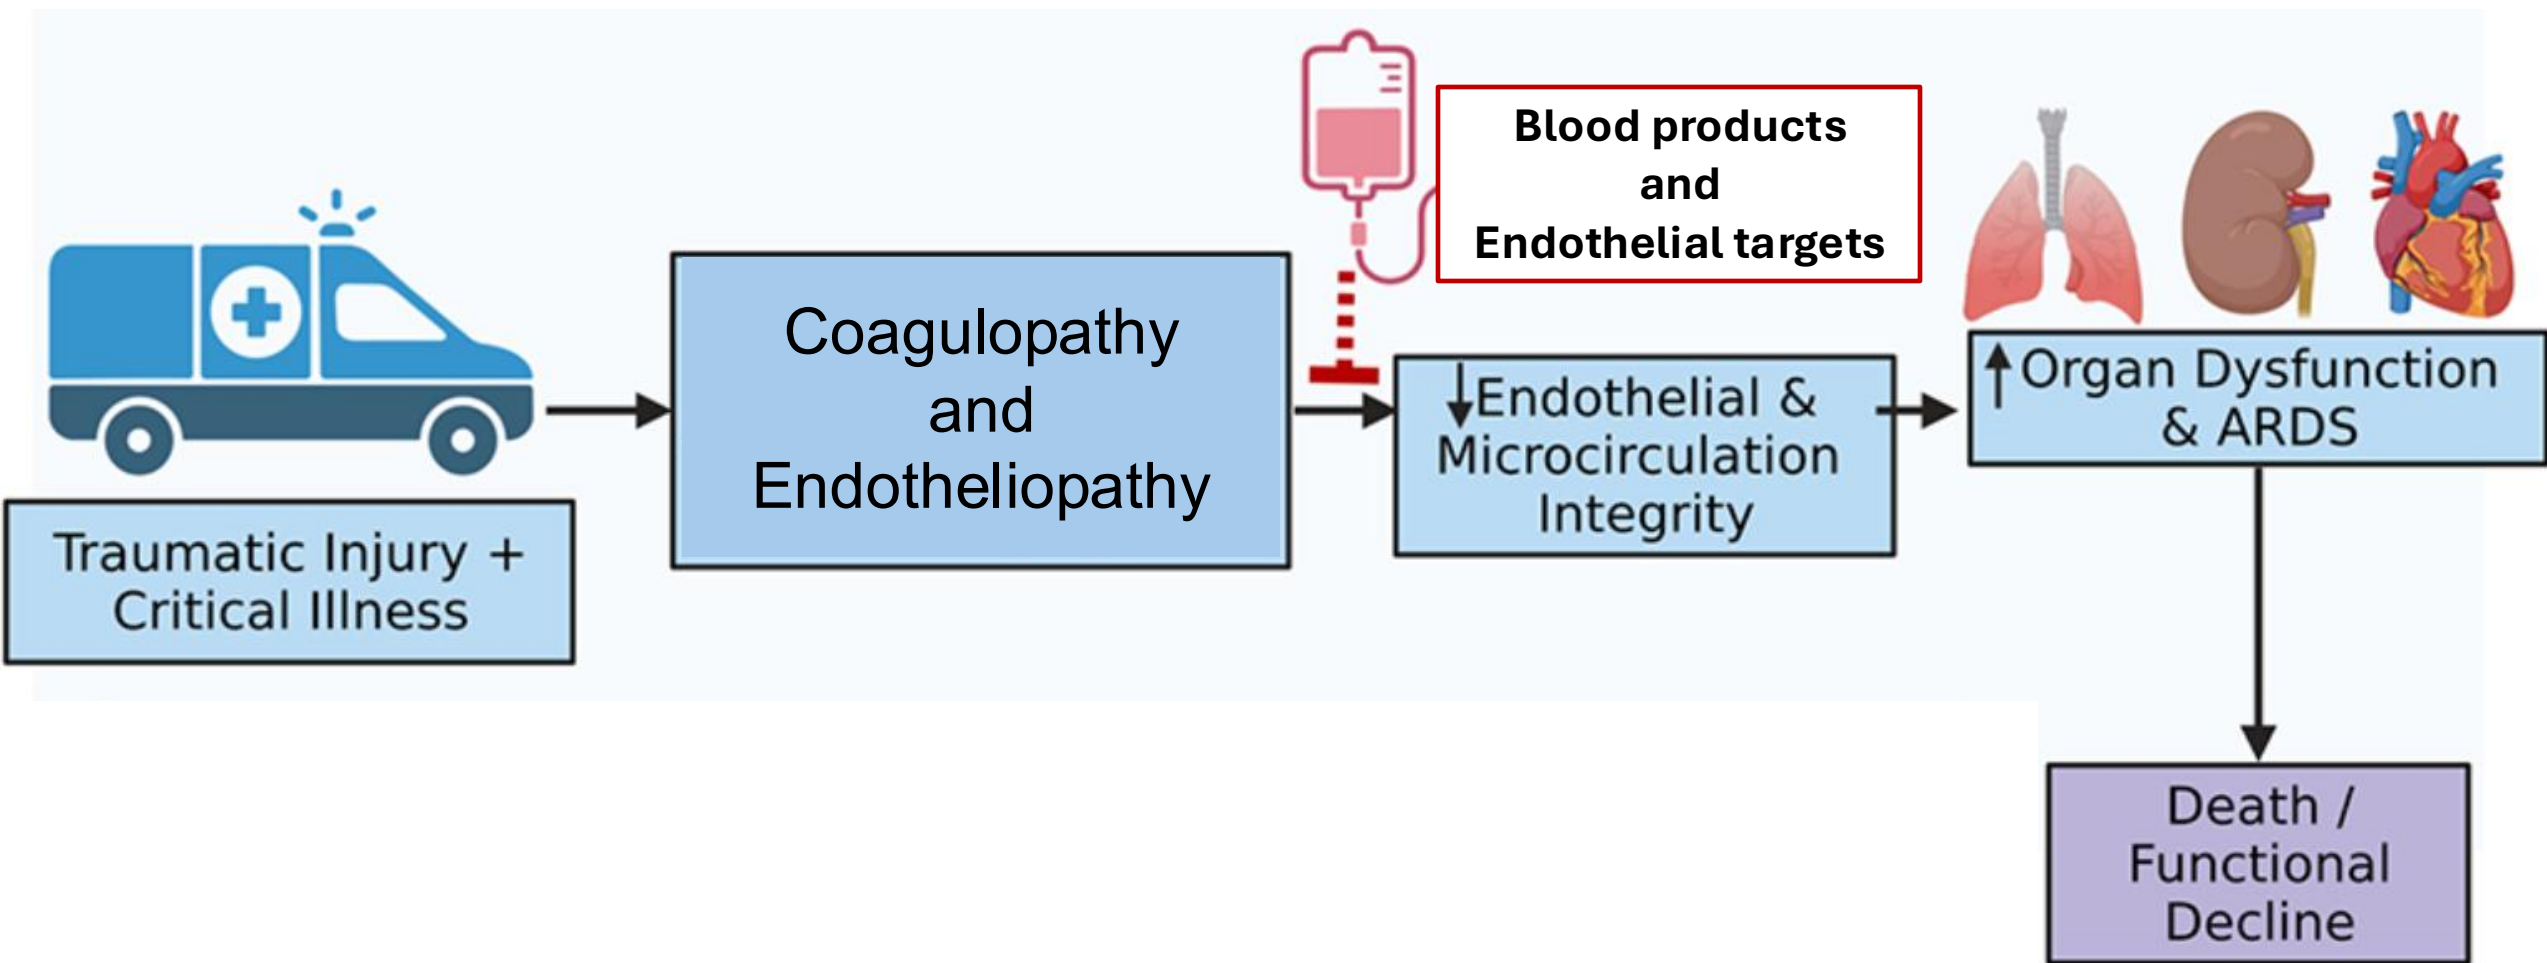 Traumatic Injury +
Critical Illness
Coagulopathy
and
Endotheliopathy
Blood products
and
Endothelial targets
↓Endothelial &
Microcirculation
Integrity
↑Organ Dysfunction
& ARDS
Death /
Functional
Decline